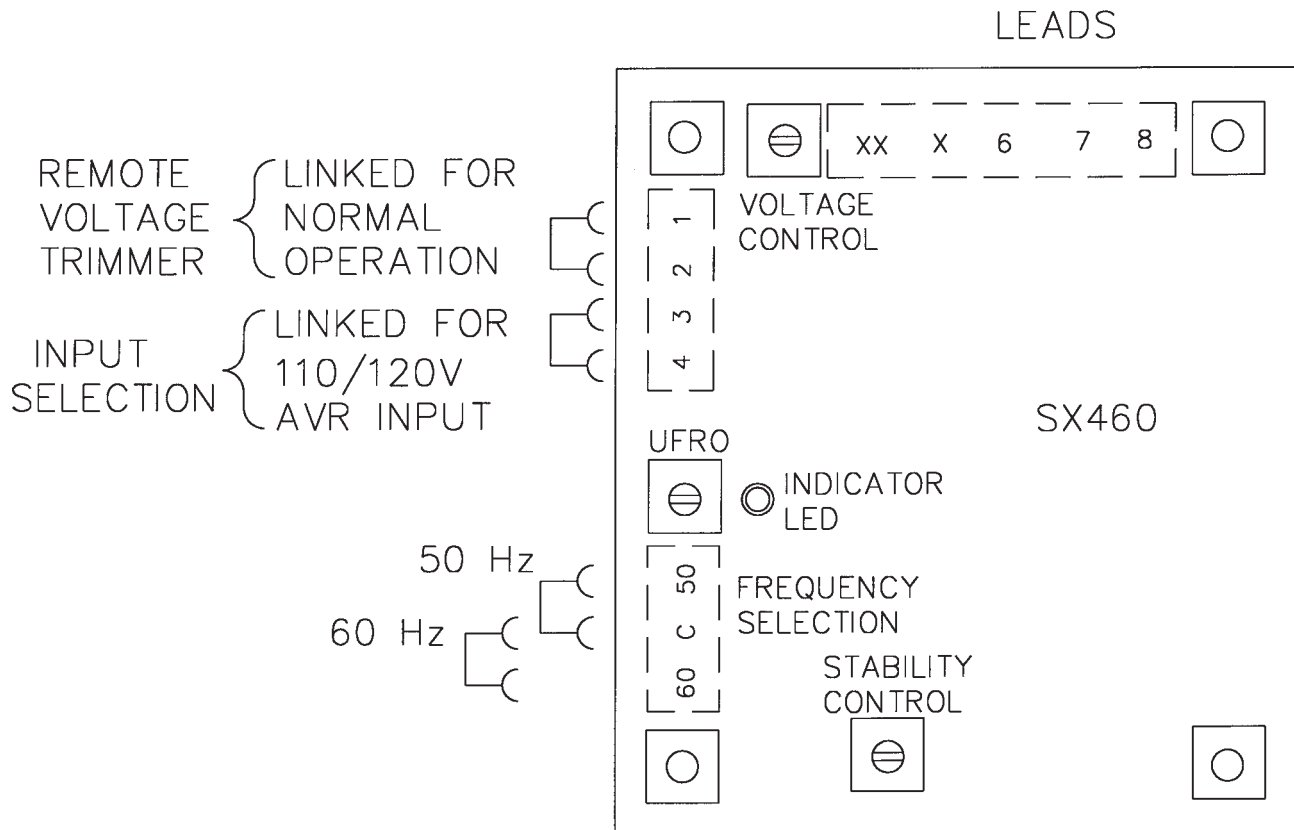 LEADS
XX X 6 7 8
REMOTE
VOLTAGE
TRIMMER
LINKED FOR
NORMAL
OPERATION
1
2
3
4
VOLTAGE
CONTROL
INPUT
SELECTION
LINKED FOR
110/120V
AVR INPUT
SX460
UFRO
INDICATOR
LED
50 Hz
60 Hz
50
C
60
FREQUENCY
SELECTION
STABILITY
CONTROL